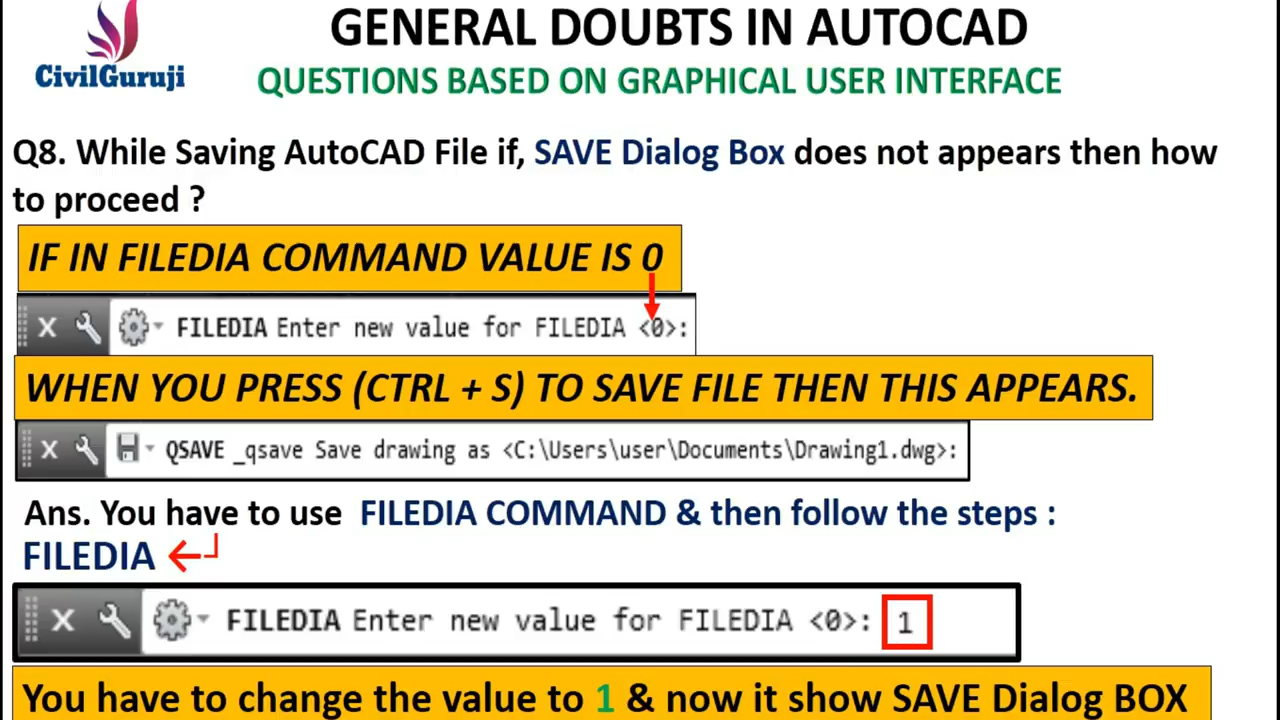 CivilGuruji
GENERAL DOUBTS IN AUTOCAD
QUESTIONS BASED ON GRAPHICAL USER INTERFACE
Q8. While Saving AutoCAD File if, SAVE Dialog Box does not appears then how
to proceed ?
IF IN FILEDIA COMMAND VALUE IS 0
FILEDIA Enter new value for FILEDIA <0>:
WHEN YOU PRESS (CTRL + S) TO SAVE FILE THEN THIS APPEARS.
QSAVE _qsave Save drawing as <C:\Users\user\Documents\Drawing1.dwg>:
Ans. You have to use FILEDIA COMMAND & then follow the steps :
FILEDIA
FILEDIA Enter new value for FILEDIA <0>: 1
You have to change the value to 1 & now it show SAVE Dialog BOX